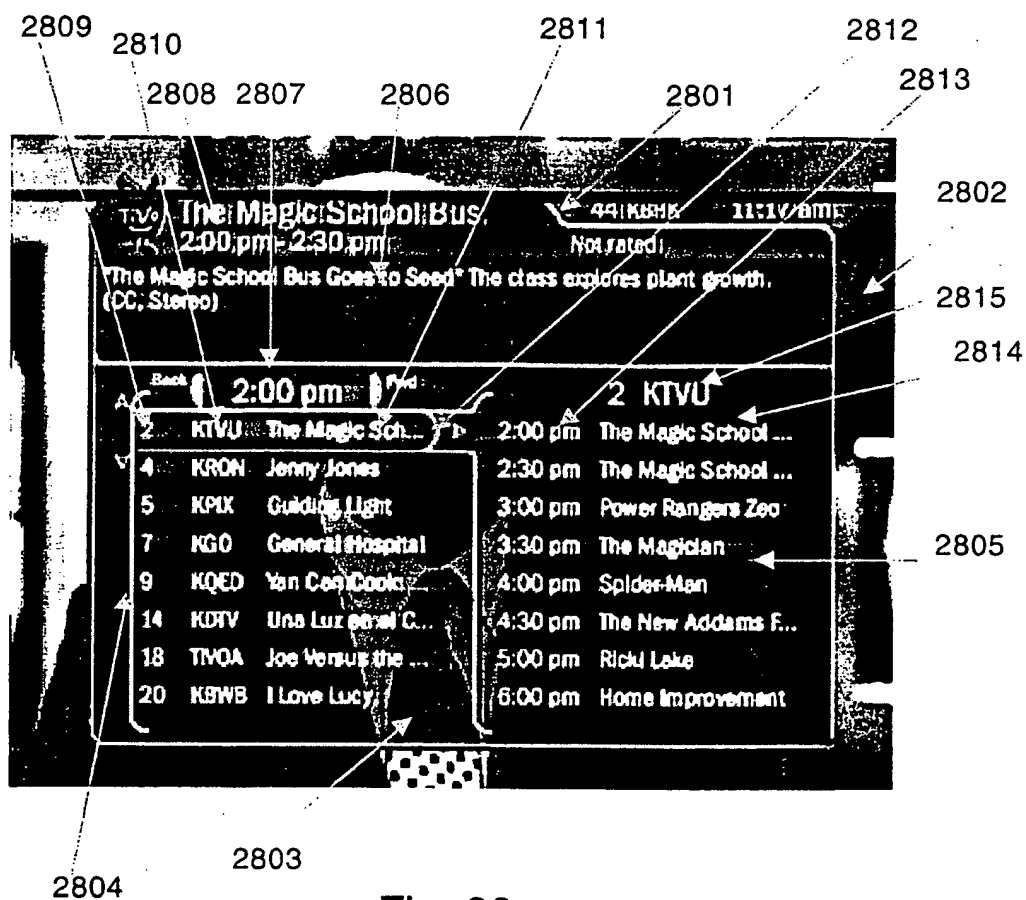 2809
2810
2811
2812
2808 2807 2806
2801
2813
2802
2815
2814
2805
2804
2803
TiVo
The Magic School Bus
2:00 pm - 2:30 pm
44 KBHK
Not rated
"The Magic School Bus Goes to Seed" The class explores plant growth.
(CC, Stereo)
Back 2:00 pm Fwd
2 KTVU The Magic Sch...
4 KRON Jenny Jones
5 KPIX Guiding Light
7 KGO General Hospital
9 KQED Yan Can Cook:...
14 KDTV Una Luz en el C...
18 TIVOA Joe Versus the ...
20 KBWB I Love Lucy
2 KTVU
2:00 pm The Magic School ...
2:30 pm The Magic School ...
3:00 pm Power Rangers Zeo
3:30 pm The Magician
4:00 pm Spider-Man
4:30 pm The New Addams F...
5:00 pm Ricki Lake
6:00 pm Home Improvement